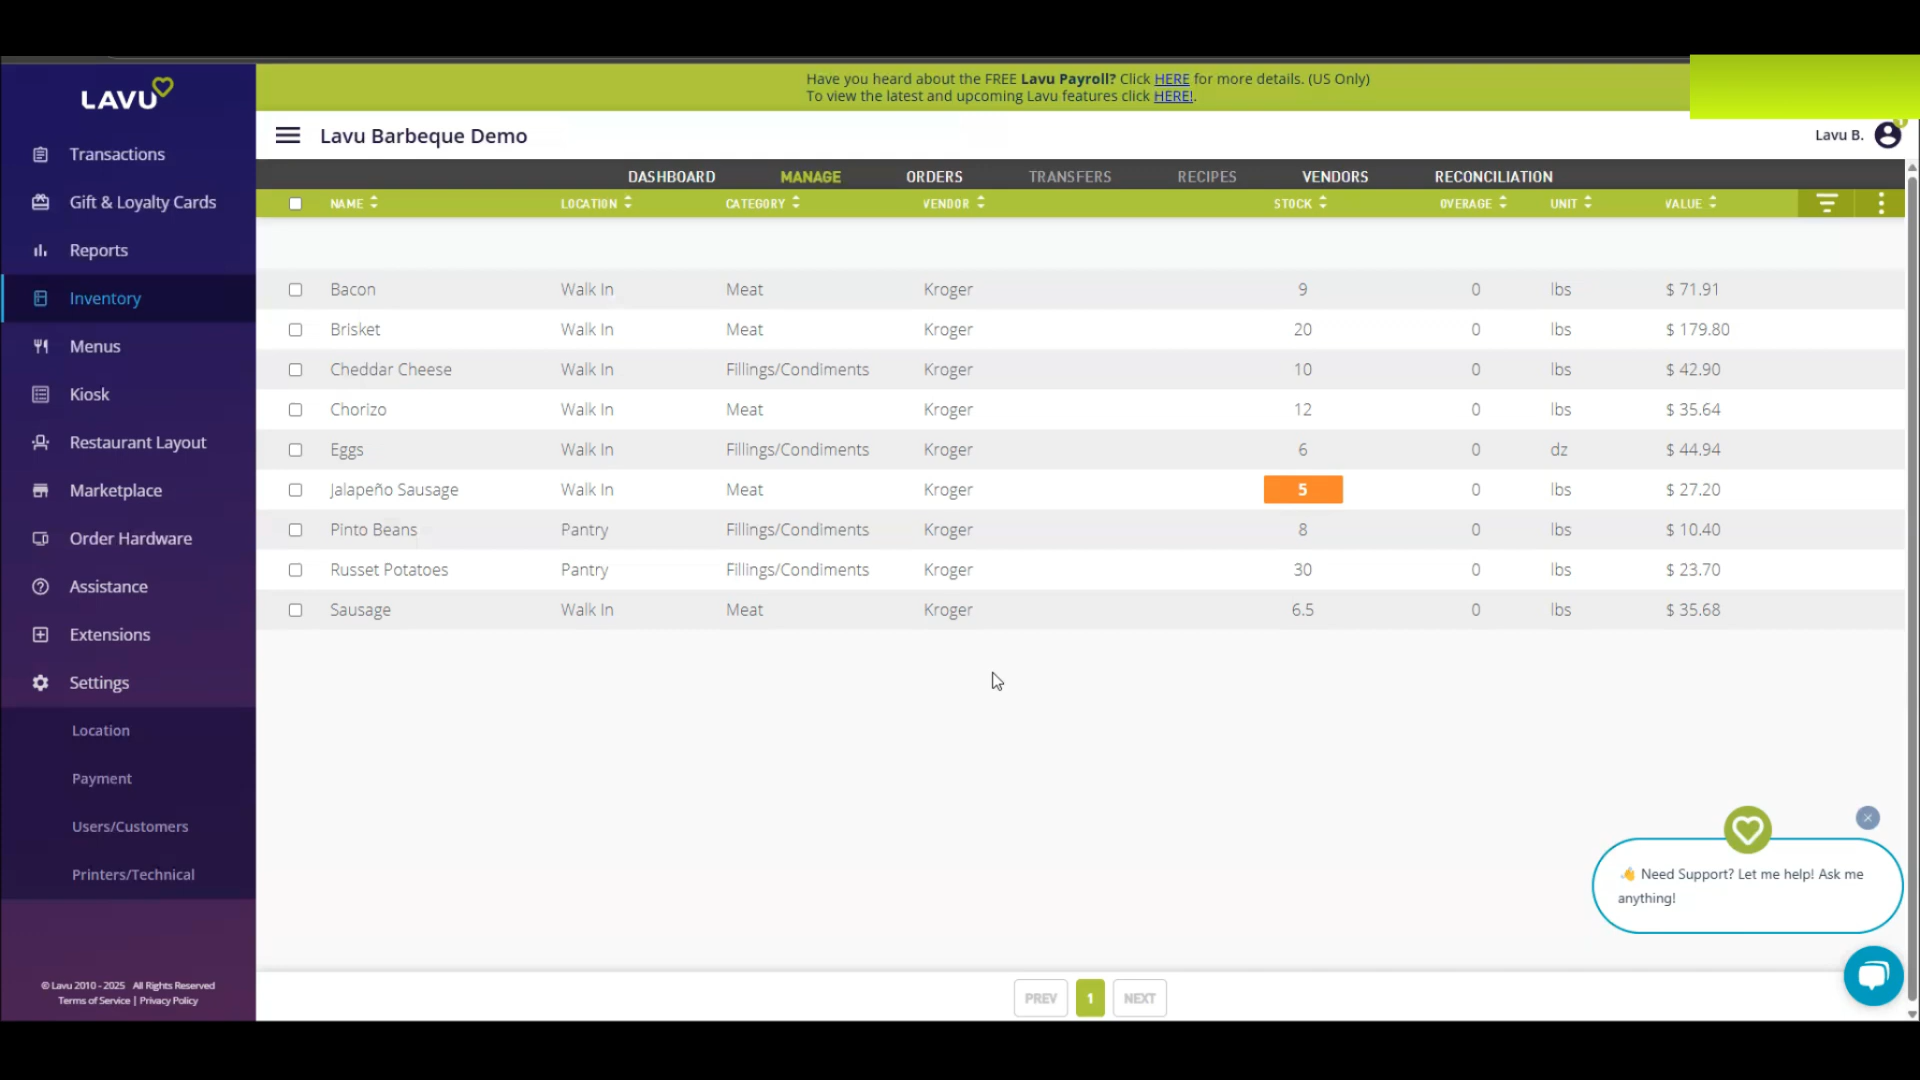 Have you heard about the FREE Lavu Payroll? Click HERE for more details. (US Only)
To view the latest and upcoming Lavu features click HERE!.
LAVU
Lavu Barbeque Demo
Lavu B.
Transactions
Gift & Loyalty Cards
Reports
Inventory
Menus
Kiosk
Restaurant Layout
Marketplace
Order Hardware
Assistance
Extensions
Settings
Location
Payment
Users/Customers
Printers/Technical
© Lavu 2010 - 2025 All Rights Reserved
Terms of Service | Privacy Policy
DASHBOARD MANAGE ORDERS TRANSFERS RECIPES VENDORS RECONCILIATION
NAME LOCATION CATEGORY VENDOR STOCK OVERAGE UNIT VALUE
Bacon Walk In Meat Kroger 9 0 lbs $ 71.91
Brisket Walk In Meat Kroger 20 0 lbs $ 179.80
Cheddar Cheese Walk In Fillings/Condiments Kroger 10 0 lbs $ 42.90
Chorizo Walk In Meat Kroger 12 0 lbs $ 35.64
Eggs Walk In Fillings/Condiments Kroger 6 0 dz $ 44.94
Jalapeño Sausage Walk In Meat Kroger 5 0 lbs $ 27.20
Pinto Beans Pantry Fillings/Condiments Kroger 8 0 lbs $ 10.40
Russet Potatoes Pantry Fillings/Condiments Kroger 30 0 lbs $ 23.70
Sausage Walk In Meat Kroger 6.5 0 lbs $ 35.68
👋 Need Support? Let me help! Ask me
anything!
PREV 1 NEXT